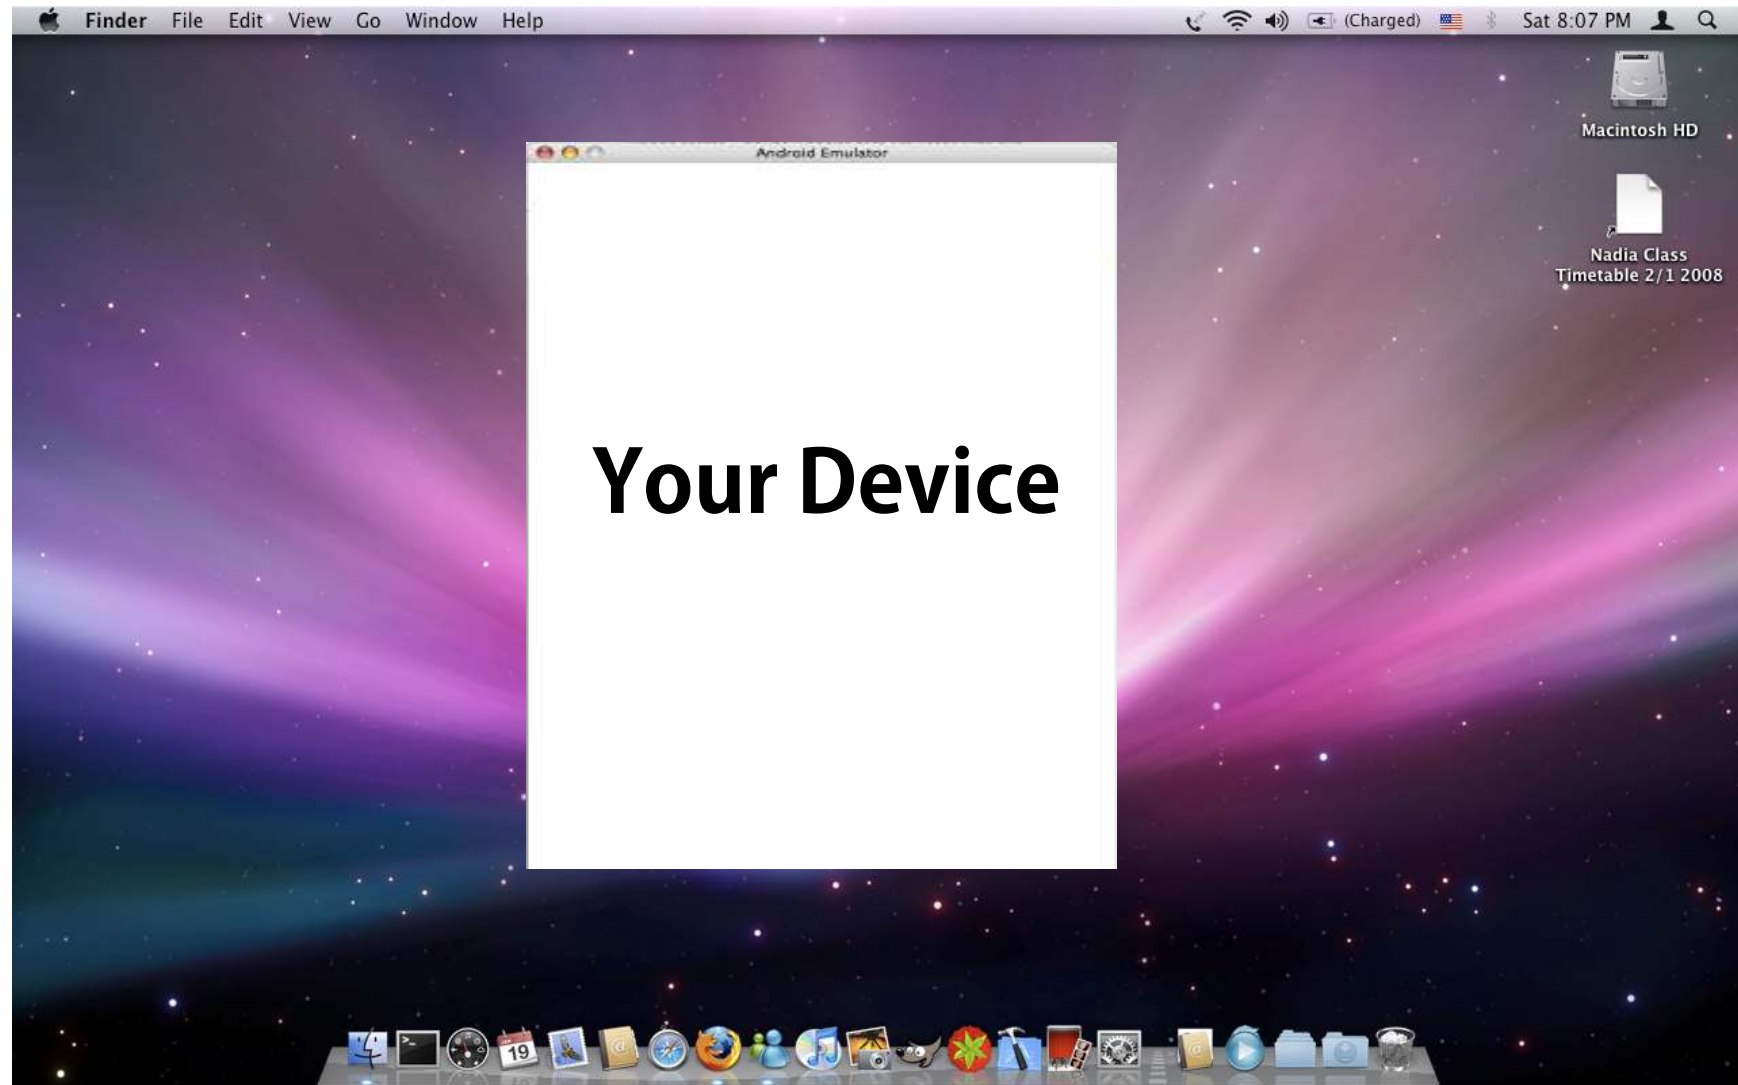 Finder File Edit View Go Window Help (Charged) Sat 8:07 PM
Macintosh HD
Android Emulator
Nadia Class
Timetable 2/1 2008
Your Device
19